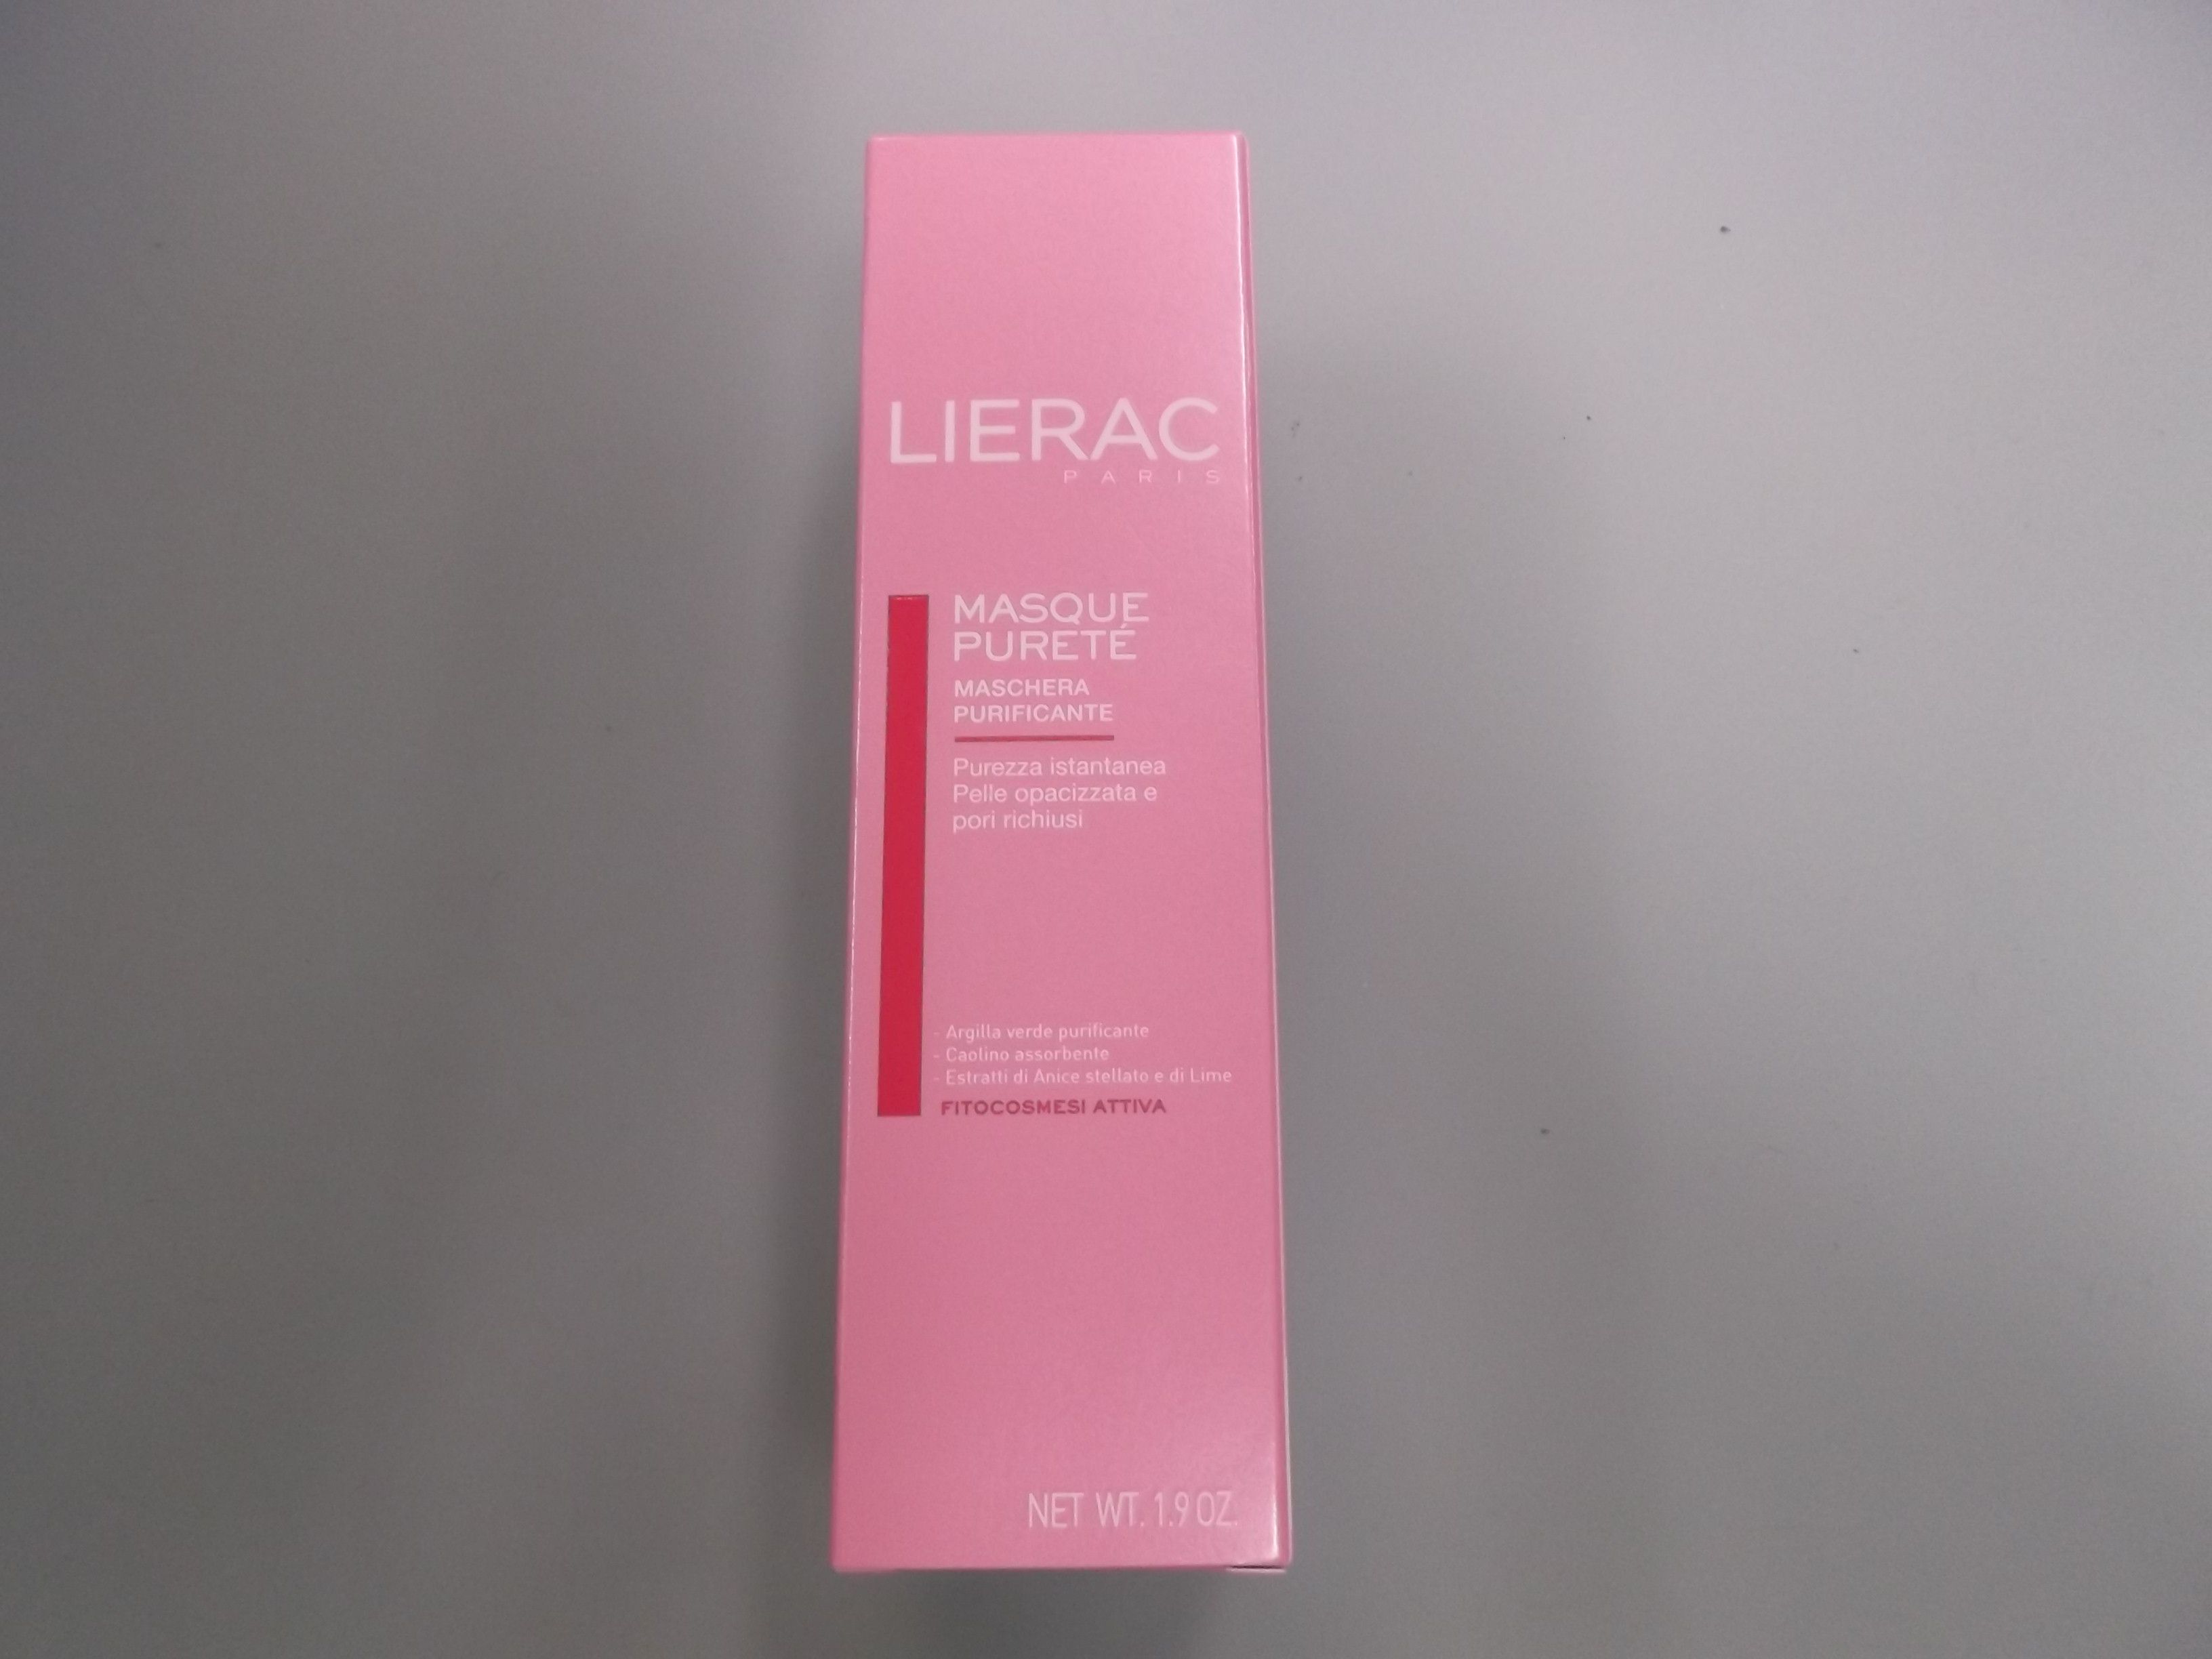 LIERAC
PARIS
MASQUE
PURETÉ
MASCHERA
PURIFICANTE
Purezza istantanea
Pelle opacizzata e
pori richiusi
- Argilla verde purificante
- Caolino assorbente
- Estratti di Anice stellato e di Lime
FITOCOSMESI ATTIVA
NET WT. 1.9 OZ.